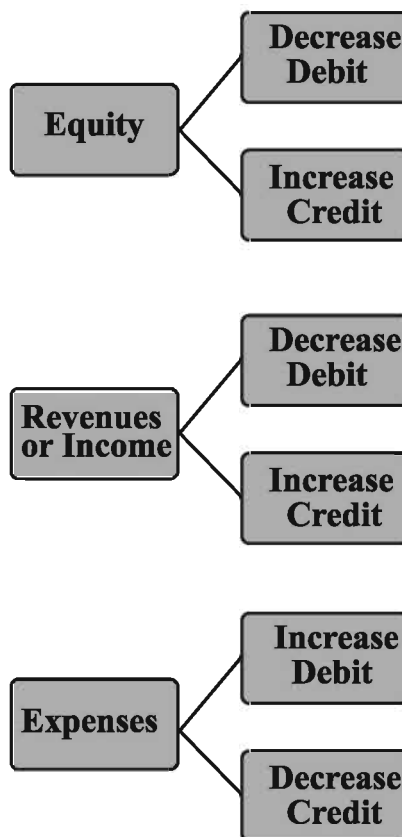 Decrease
Debit
Equity
Increase
Credit
Decrease
Debit
Revenues
or Income
Increase
Credit
Increase
Debit
Expenses
Decrease
Credit